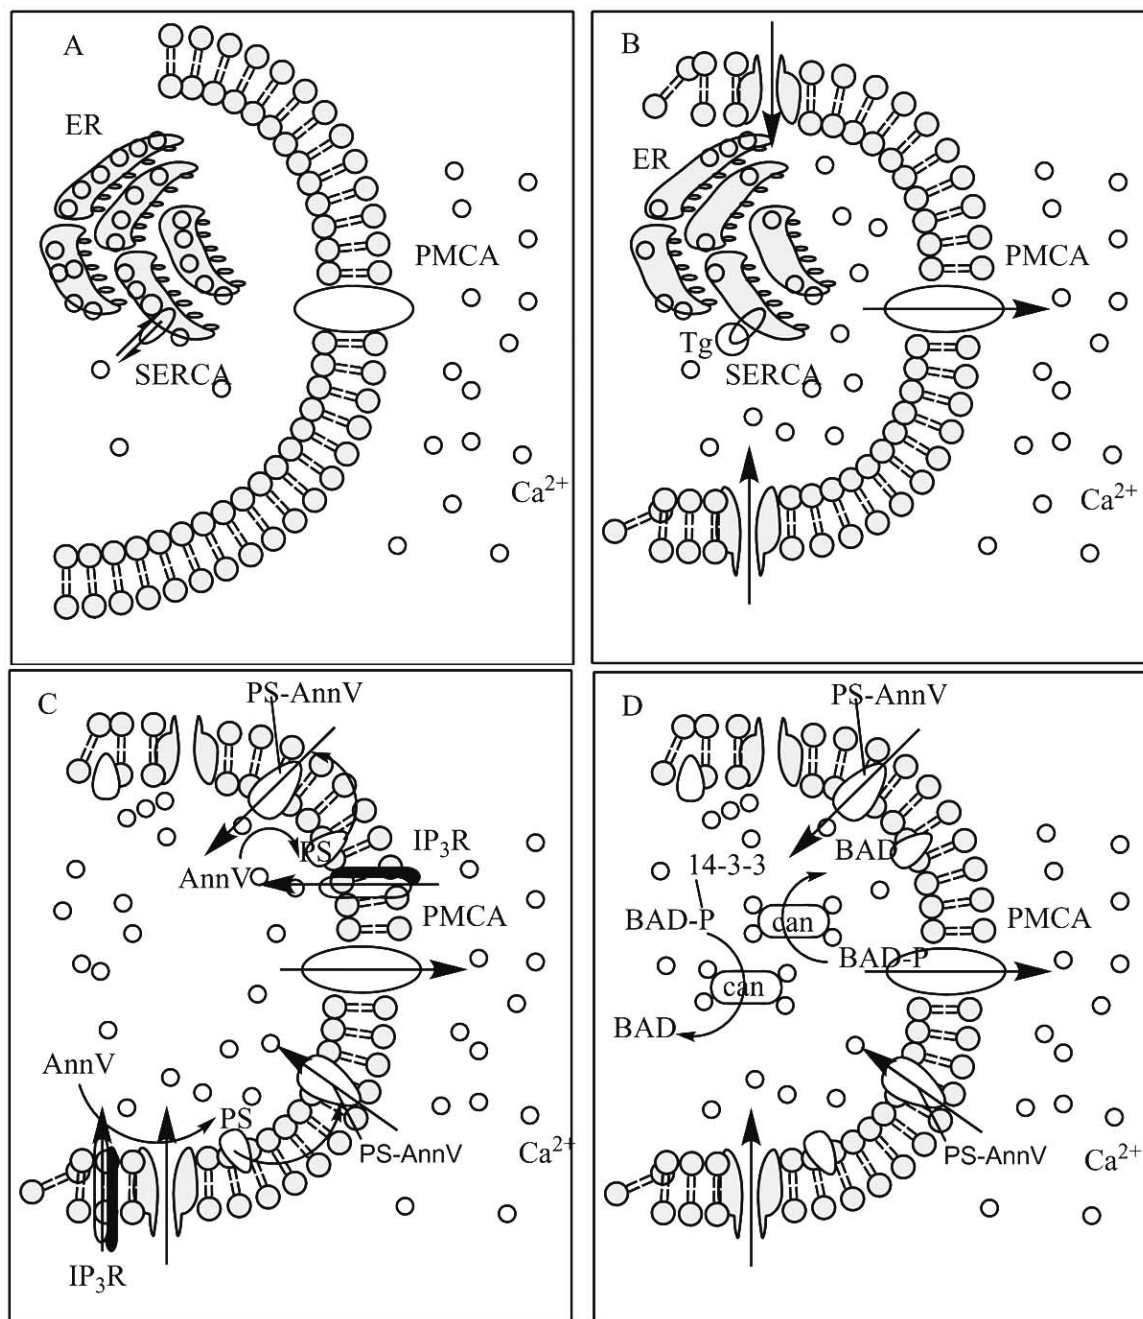 A
ER
PMCA
SERCA
Ca²⁺
B
ER
PMCA
Tg
SERCA
Ca²⁺
C
PS-AnnV
PS
IP₃R
AnnV
PMCA
AnnV
PS
PS-AnnV
Ca²⁺
IP₃R
D
PS-AnnV
BAD
14-3-3
BAD-P
can
PMCA
BAD-P
can
BAD
PS-AnnV
Ca²⁺